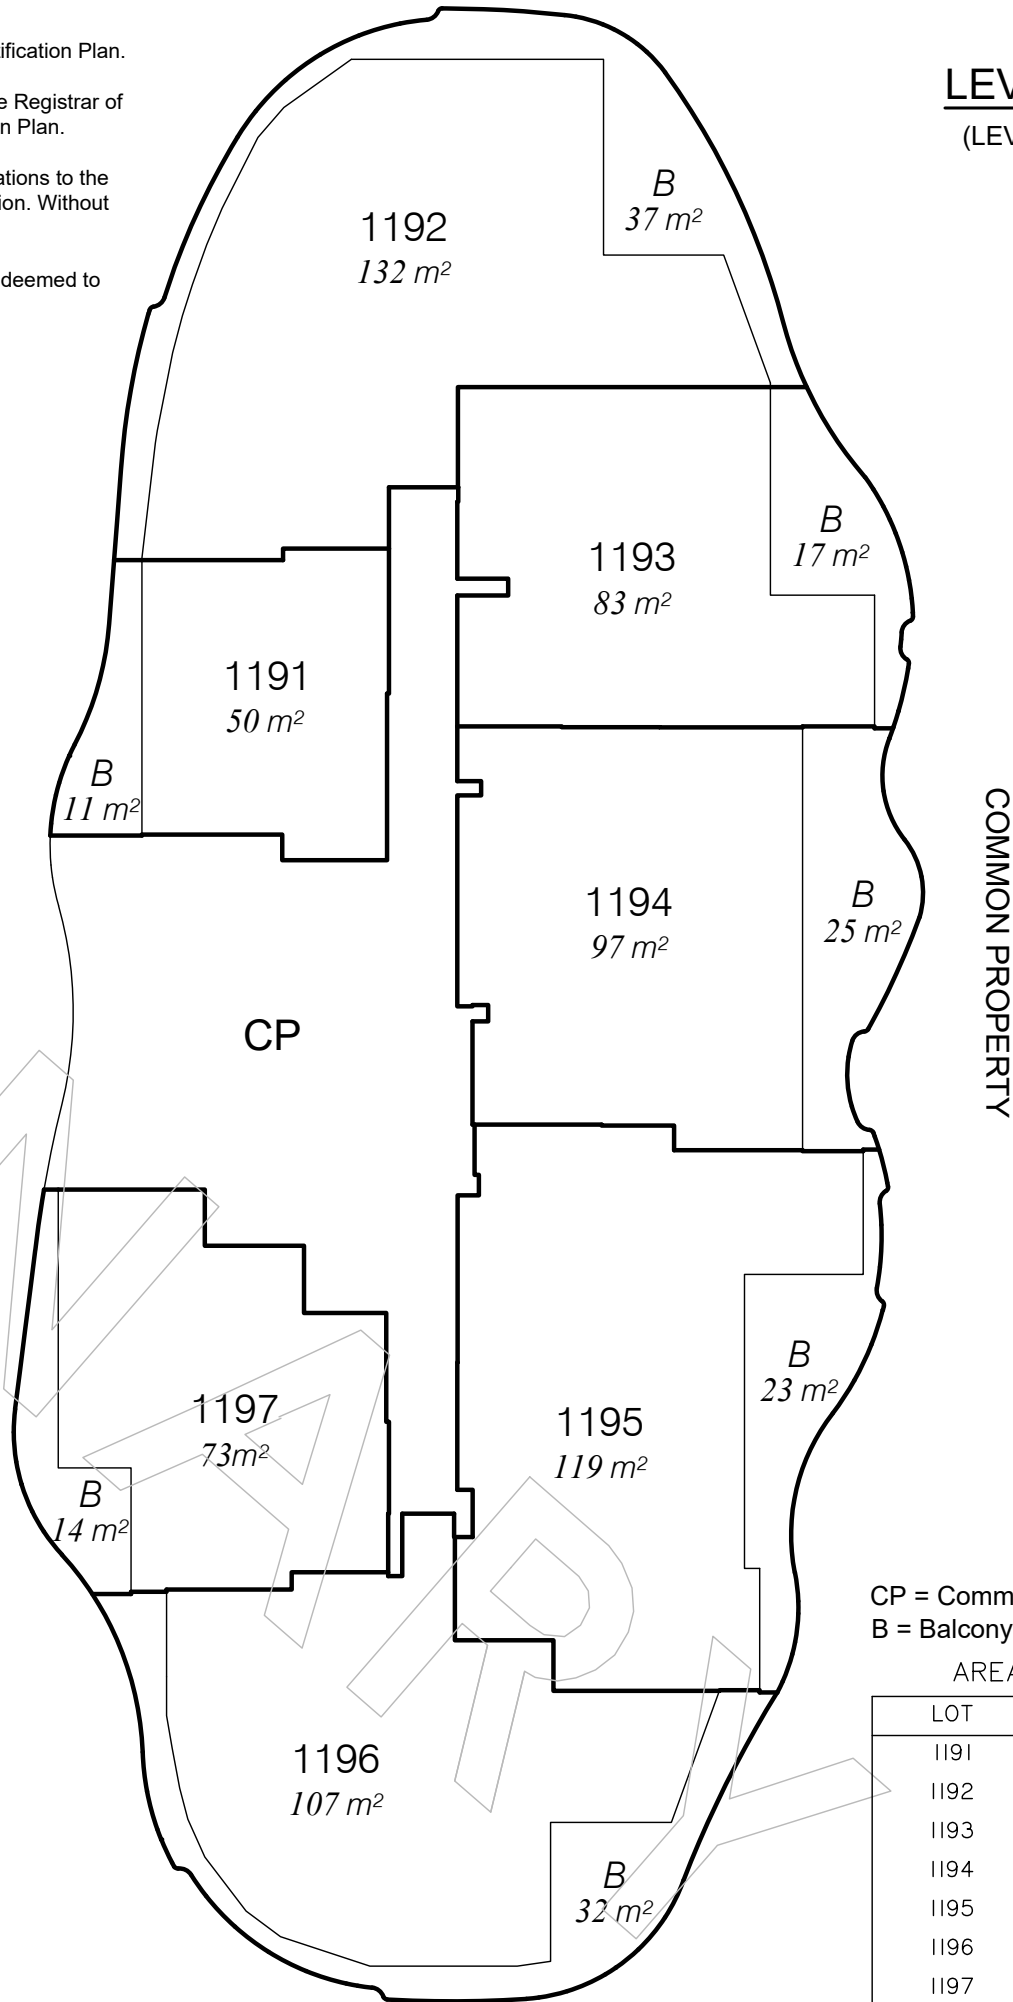 ification Plan.
e Registrar of
n Plan.
ations to the
ion. Without
deemed to
LEV
(LEV
B
37 m²
1192
132 m²
B
17 m²
1193
83 m²
1191
50 m²
B
11 m²
1194
97 m²
B
25 m²
COMMON PROPERTY
CP
B
23 m²
1197
73m²
1195
119 m²
B
14 m²
1196
107 m²
B
32 m²
CP = Comm
B = Balcony
AREA
LOT
1191
1192
1193
1194
1195
1196
1197
NARY